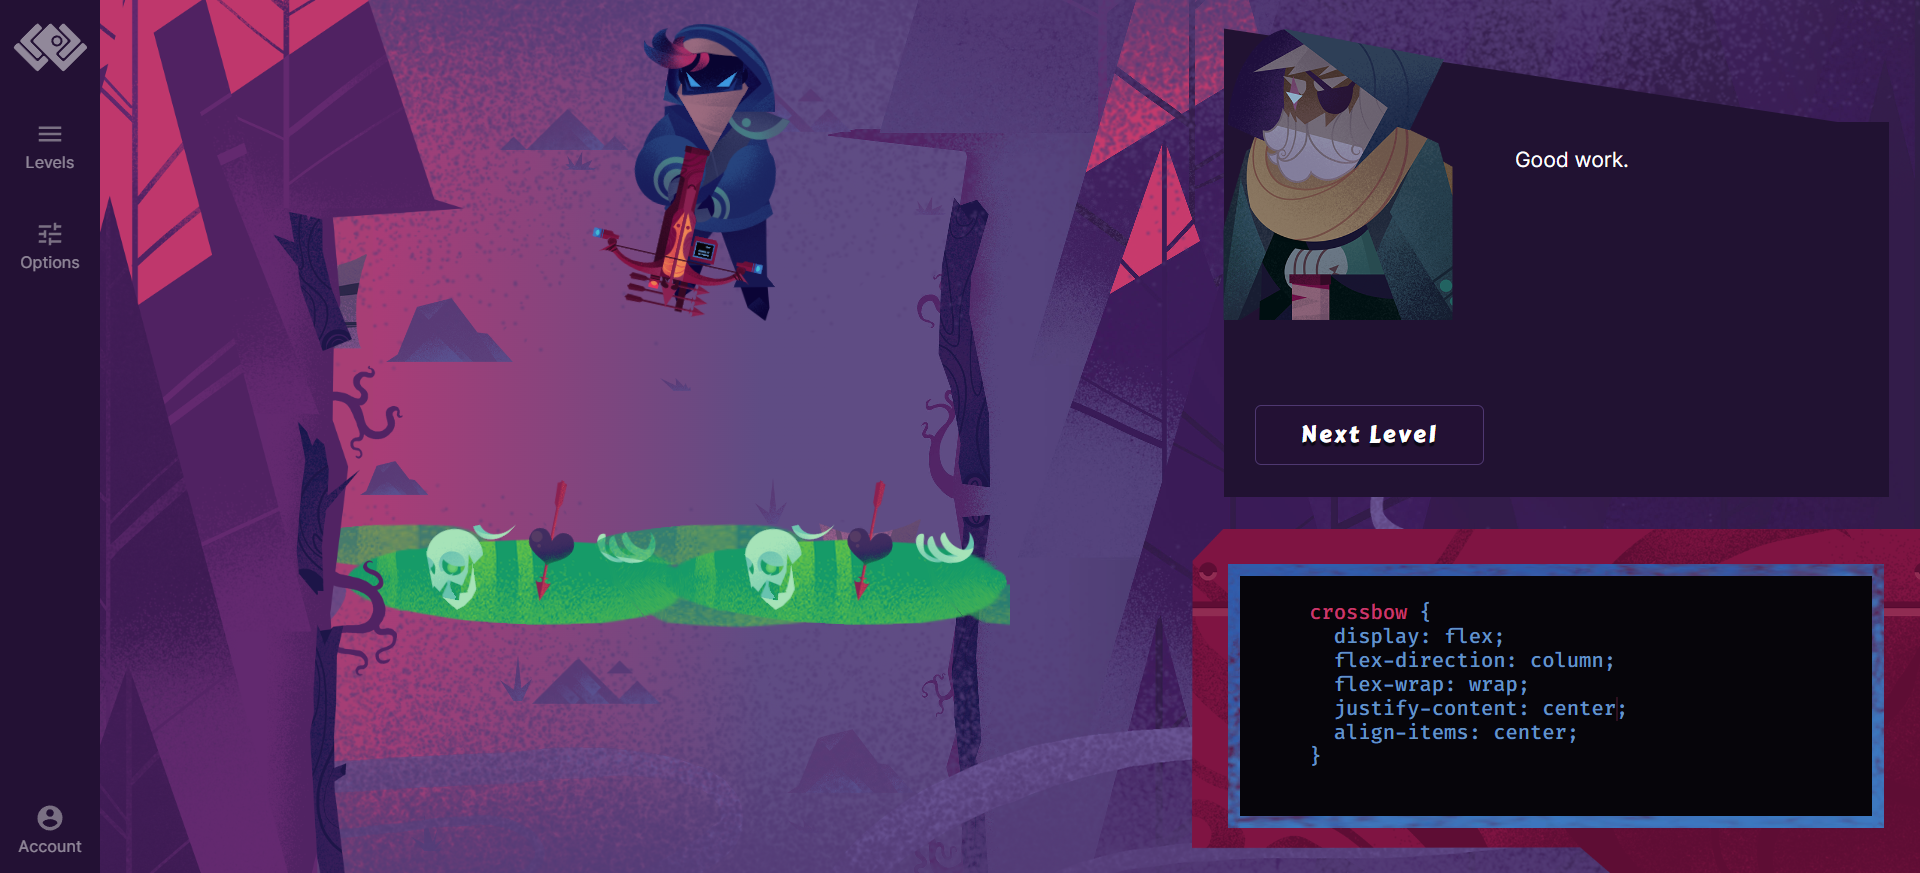 Levels
Options
Account
Good work.
Next Level
crossbow {
display: flex;
flex-direction: column;
flex-wrap: wrap;
justify-content: center;
align-items: center;
}